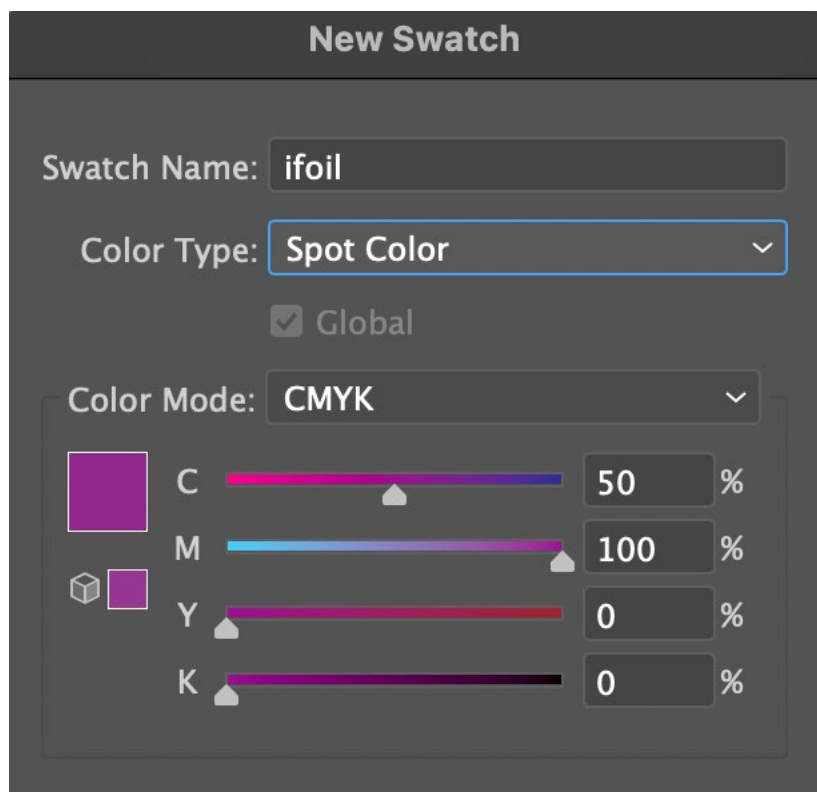 New Swatch
Swatch Name: ifoil
Color Type: Spot Color
Global
Color Mode: CMYK
C 50 %
M 100 %
Y 0 %
K 0 %